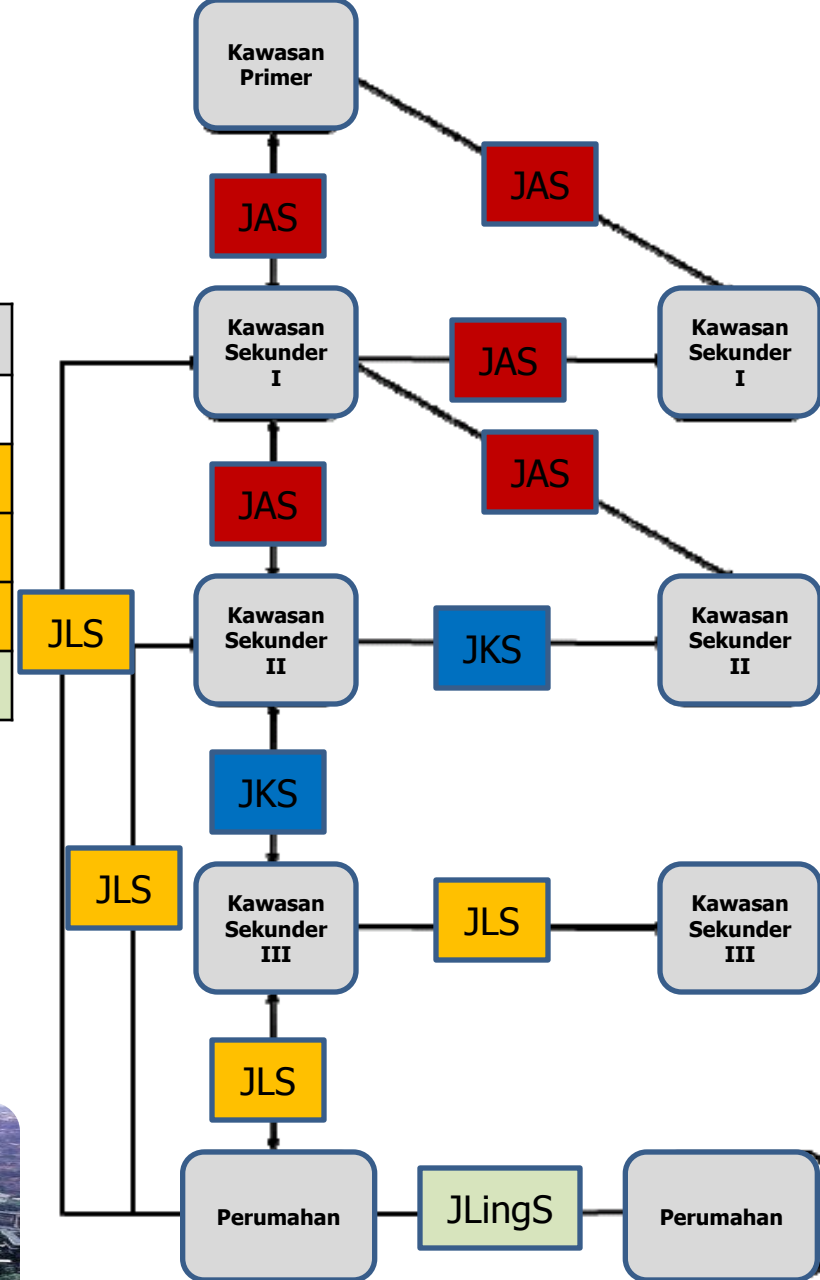 Kawasan
Primer
JAS
JAS
Kawasan
Sekunder
I
JAS
Kawasan
Sekunder
I
JAS
JAS
Kawasan
Sekunder
II
JKS
Kawasan
Sekunder
II
JLS
JKS
JLS
Kawasan
Sekunder
III
JLS
Kawasan
Sekunder
III
JLS
Perumahan
JLingS
Perumahan